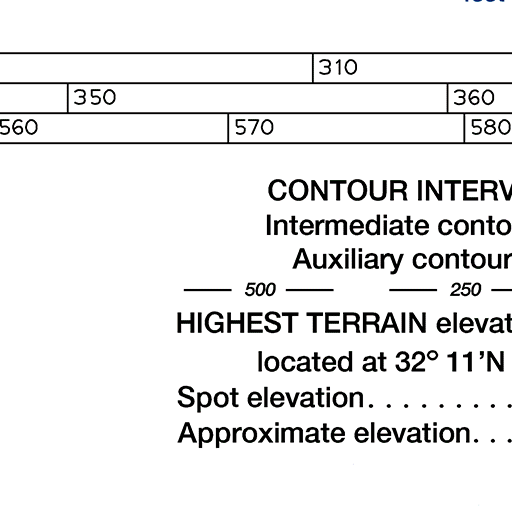 310
350 360
560 570 580
CONTOUR INTERV
Intermediate conto
Auxiliary contour
500 250
HIGHEST TERRAIN elevat
located at 32° 11’N
Spot elevation. . . . . . . . .
Approximate elevation. . .